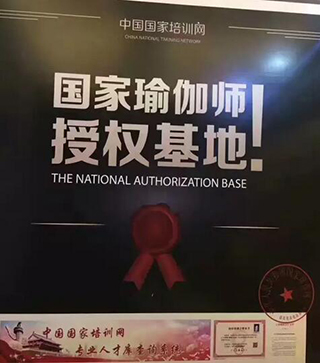 中国国家培训网
CHINA NATIONAL TRAINING NETWORK
国家瑜伽师
授权基地!
THE NATIONAL AUTHORIZATION BASE
中国国家培训网
专业人才库查询系统